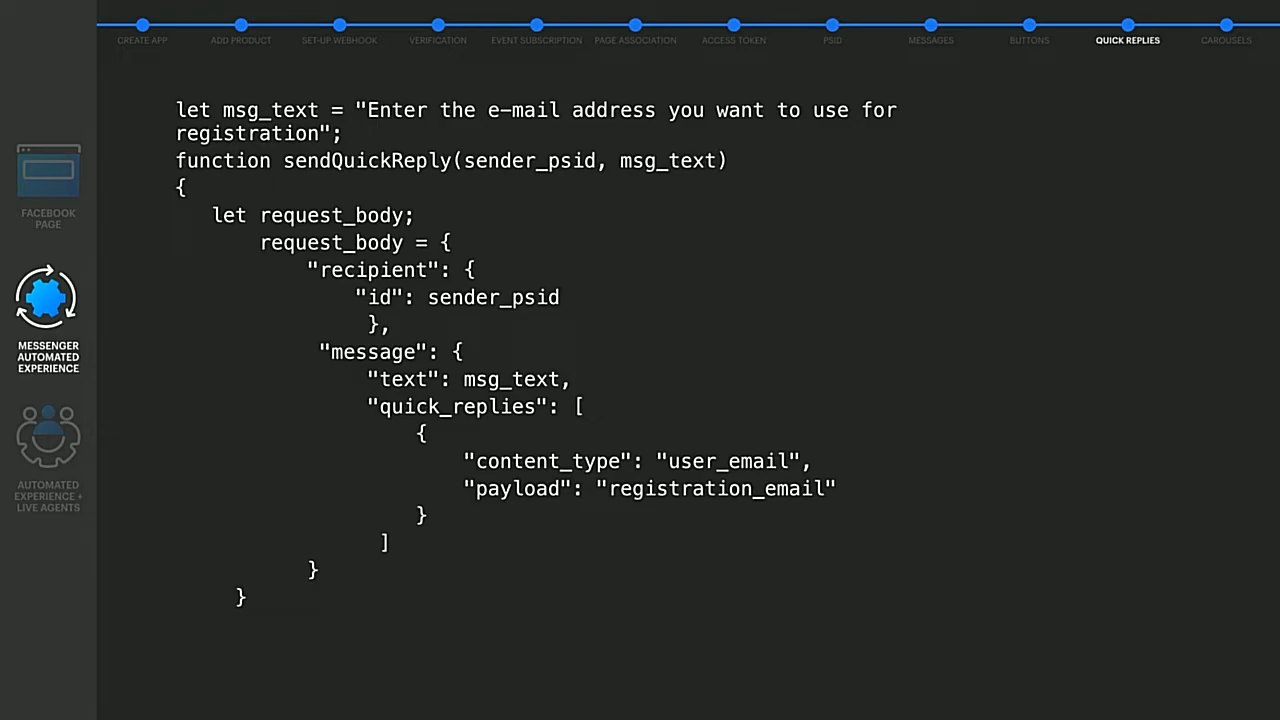 CREATE APP
ADD PRODUCT
SET-UP WEBHOOK
VERIFICATION
EVENT SUBSCRIPTION
PAGE ASSOCIATION
ACCESS TOKEN
PSID
MESSAGES
BUTTONS
QUICK REPLIES
CAROUSELS
FACEBOOK
PAGE
MESSENGER
AUTOMATED
EXPERIENCE
AUTOMATED
EXPERIENCE +
LIVE AGENTS
let msg_text = "Enter the e-mail address you want to use for
registration";
function sendQuickReply(sender_psid, msg_text)
{
let request_body;
request_body = {
"recipient": {
"id": sender_psid
},
"message": {
"text": msg_text,
"quick_replies": [
{
"content_type": "user_email",
"payload": "registration_email"
}
]
}
}